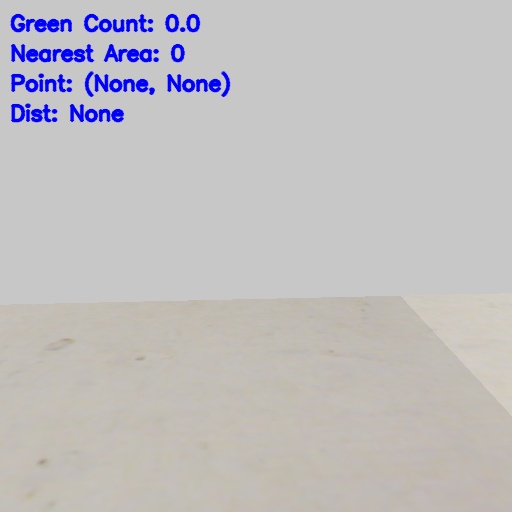 Green Count: 0.0
Nearest Area: 0
Point: (None, None)
Dist: None